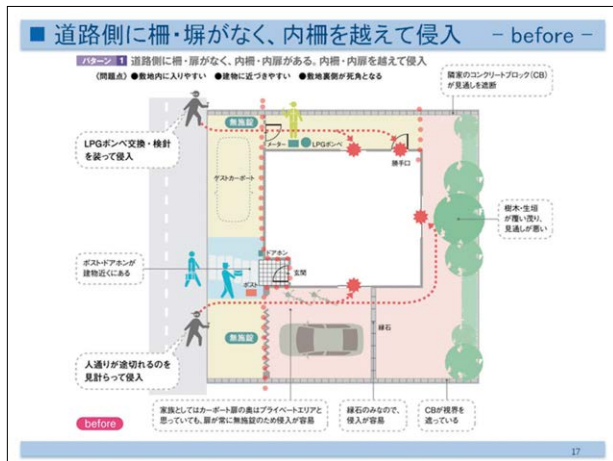 ■ 道路側に柵・塀がなく、内柵を越えて侵入 － before －
パターン 1 道路側に柵・扉がなく、内柵・内扉がある。内柵・内扉を越えて侵入
〈問題点〉 ●敷地内に入りやすい ●建物に近づきやすい ●敷地裏側が死角となる
隣家のコンクリートブロック(CB)
が見通しを遮断
無施錠
LPGボンベ交換・検針
を装って侵入
メーター
LPGボンベ
勝手口
ゲストカーポート
樹木・生垣
が覆い茂り、
見通しが悪い
ポスト・ドアホンが
建物近くにある
ドアホン
玄関
ポスト
無施錠
縁石
人通りが途切れるのを
見計らって侵入
家族としてはカーポート扉の奥はプライベートエリアと
思っていても、扉が常に無施錠のため侵入が容易
縁石のみなので、
侵入が容易
CBが視界を
遮っている
before
17